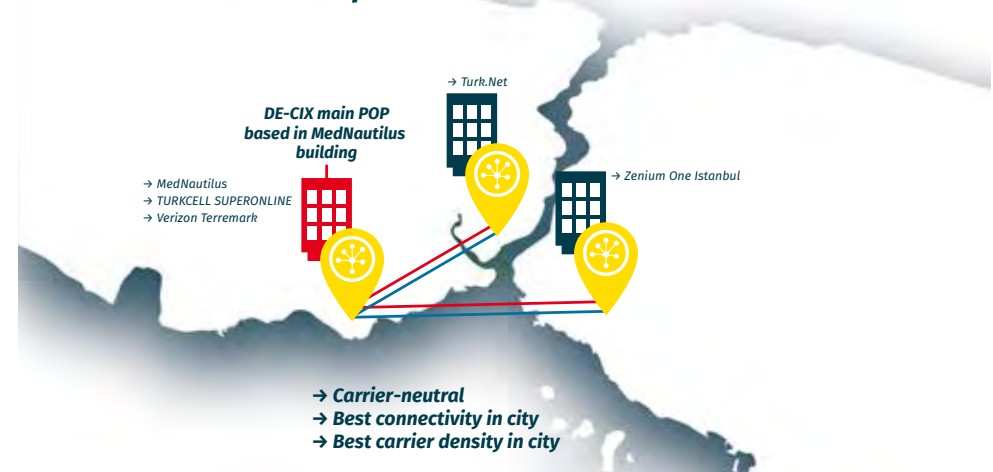 → Turk.Net
DE-CIX main POP
based in MedNautilus
building
→ MedNautilus
→ TURKCELL SUPERONLINE
→ Verizon Terremark
→ Zenium One Istanbul
→ Carrier-neutral
→ Best connectivity in city
→ Best carrier density in city